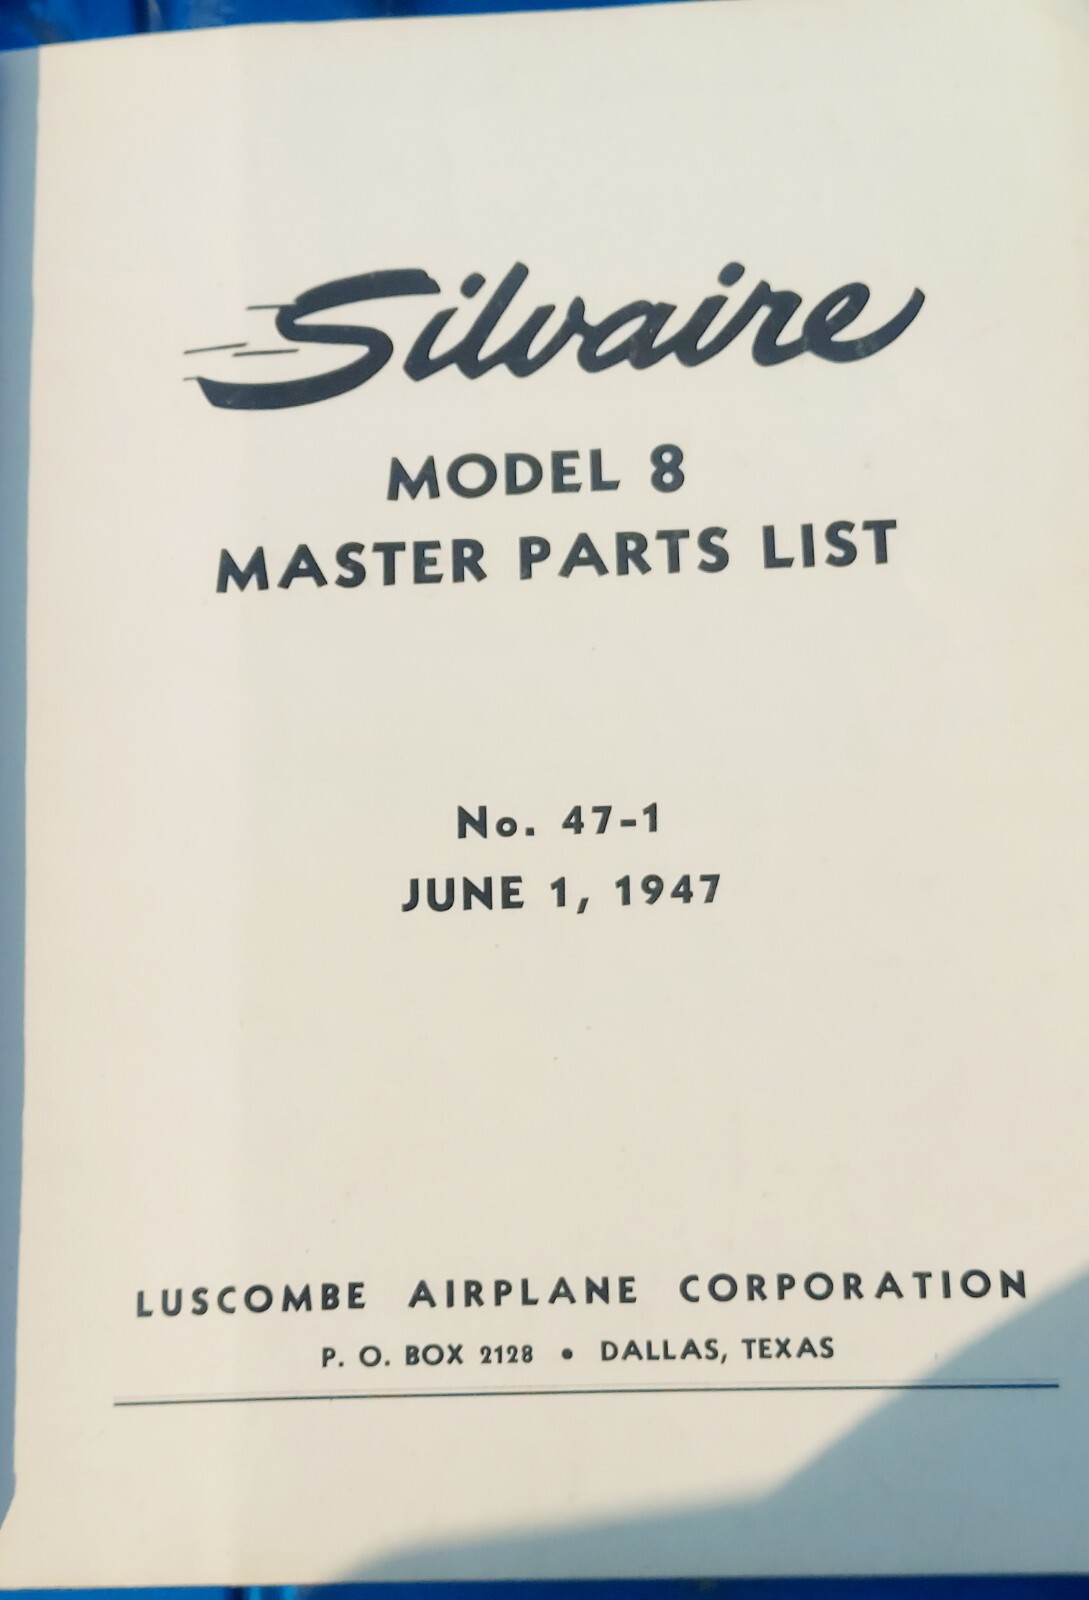 Silvaire
MODEL 8
MASTER PARTS LIST
No. 47-1
JUNE 1, 1947
LUSCOMBE AIRPLANE CORPORATION
P. O. BOX 2128 • DALLAS, TEXAS